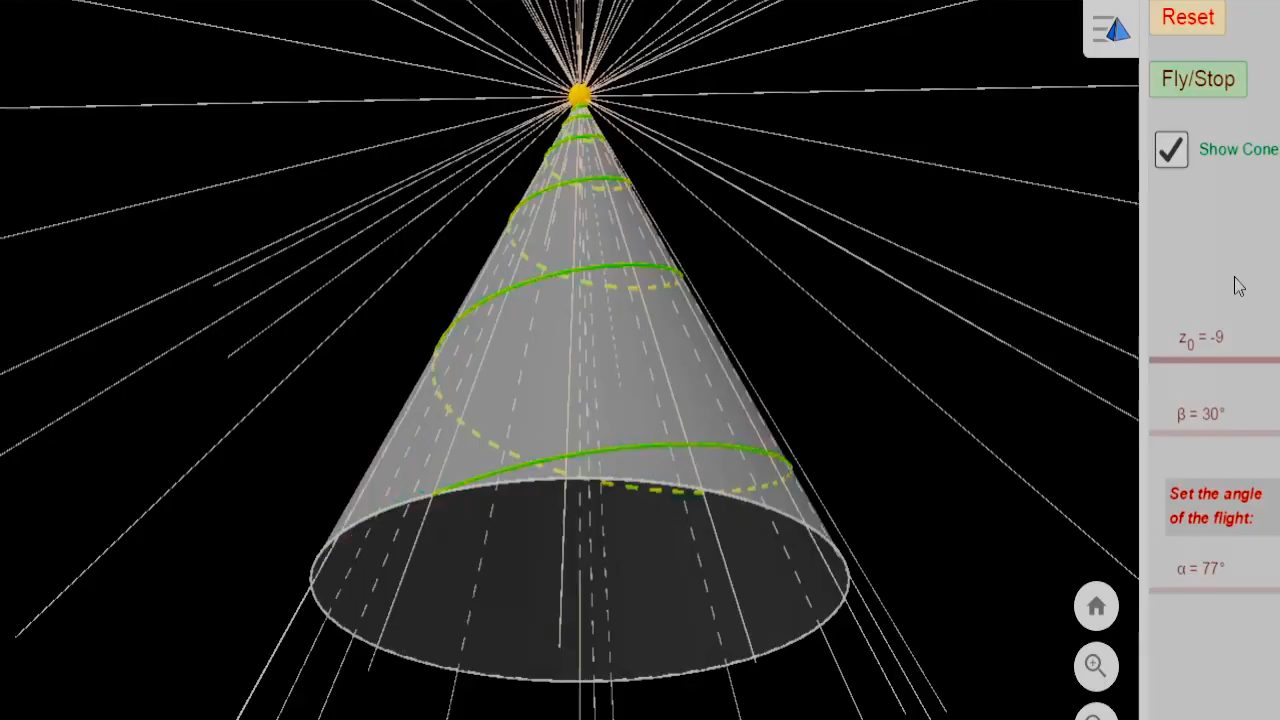 Reset
Fly/Stop
Show Cone
z₀ = -9
β = 30°
Set the angle
of the flight:
α = 77°